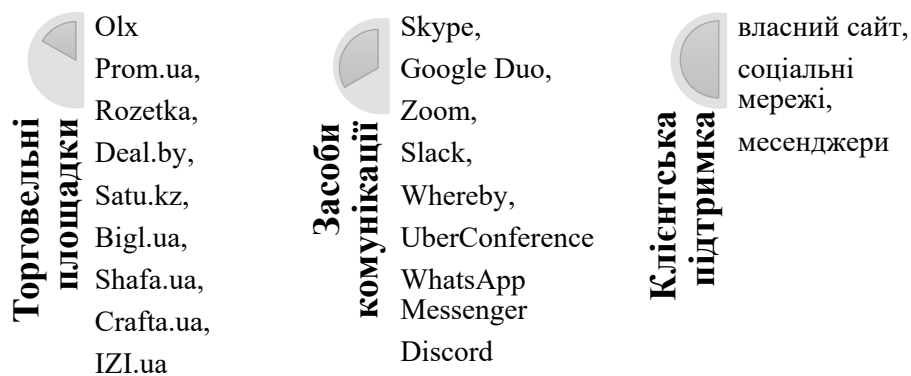 Торговельні
площадки
Olx
Prom.ua,
Rozetka,
Deal.by,
Satu.kz,
Bigl.ua,
Shafa.ua,
Crafta.ua,
IZI.ua
Засоби
комунікації
Skype,
Google Duo,
Zoom,
Slack,
Whereby,
UberConference
WhatsApp
Messenger
Discord
Клієнтська
підтримка
власний сайт,
соціальні
мережі,
месенджери